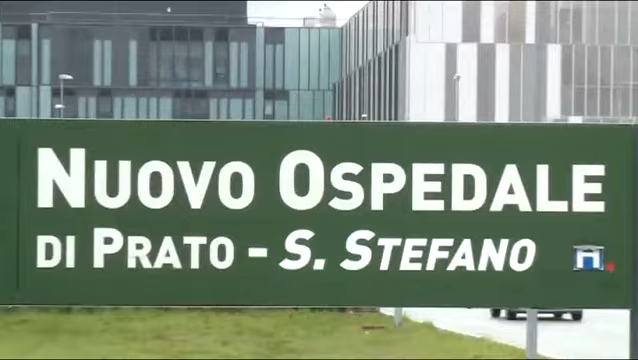 NUOVO OSPEDALE
DI PRATO - S. STEFANO